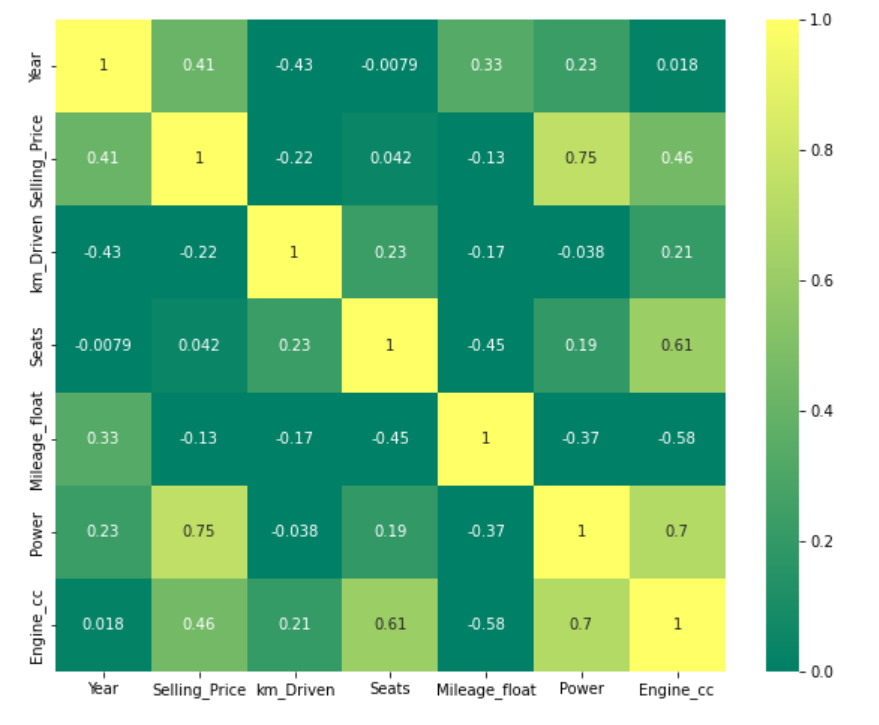 1.0
Year 1 0.41 -0.43 -0.0079 0.33 0.23 0.018
Selling_Price 0.41 1 -0.22 0.042 -0.13 0.75 0.46
0.8
km_Driven -0.43 -0.22 1 0.23 -0.17 -0.038 0.21
0.6
Seats -0.0079 0.042 0.23 1 -0.45 0.19 0.61
0.4
Mileage_float 0.33 -0.13 -0.17 -0.45 1 -0.37 -0.58
Power 0.23 0.75 -0.038 0.19 -0.37 1 0.7
0.2
Engine_cc 0.018 0.46 0.21 0.61 -0.58 0.7 1
0.0
Year Selling_Price km_Driven Seats Mileage_float Power Engine_cc